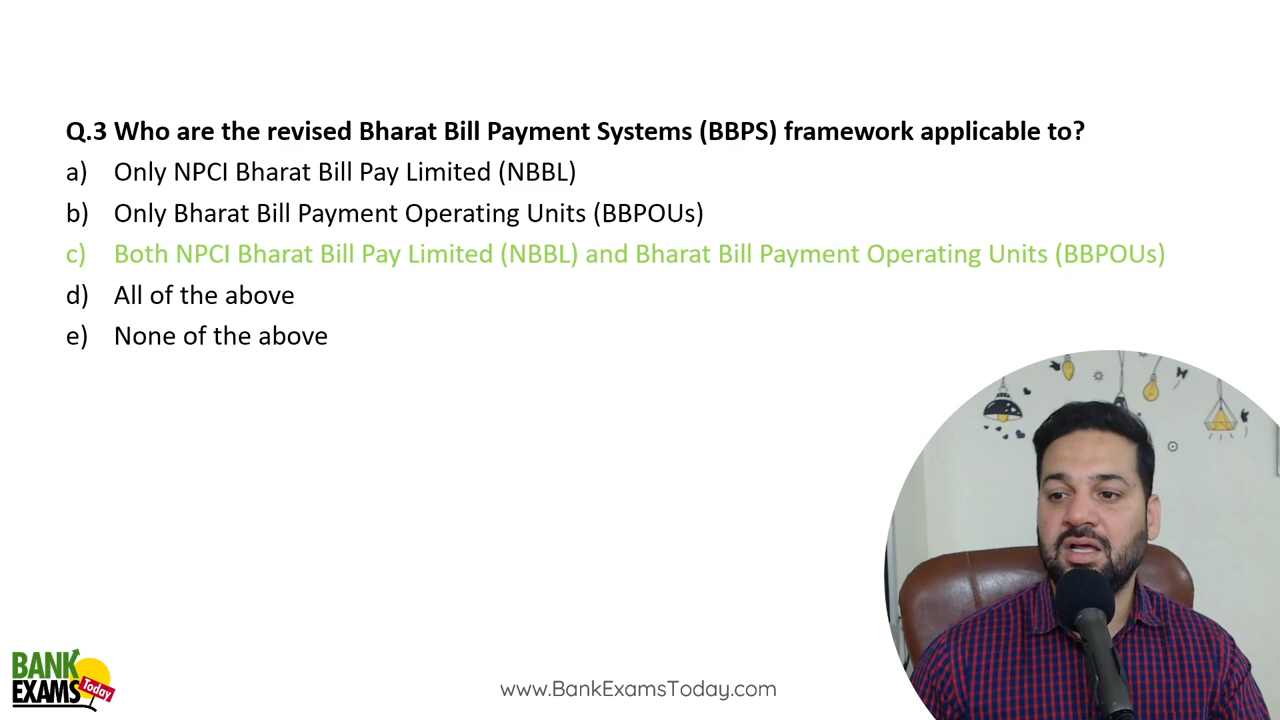 Q.3 Who are the revised Bharat Bill Payment Systems (BBPS) framework applicable to?
a) Only NPCI Bharat Bill Pay Limited (NBBL)
b) Only Bharat Bill Payment Operating Units (BBPOUs)
c) Both NPCI Bharat Bill Pay Limited (NBBL) and Bharat Bill Payment Operating Units (BBPOUs)
d) All of the above
e) None of the above
BANK
EXAMS Today
www.BankExamsToday.com